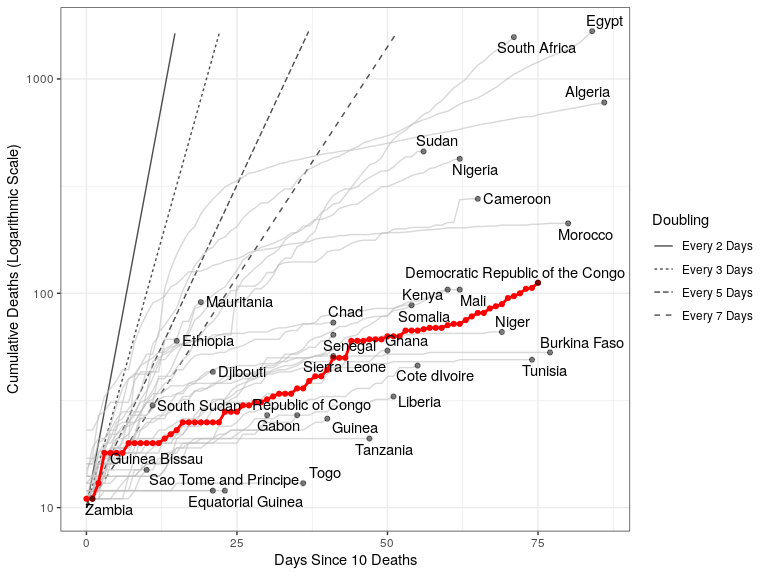 Egypt
South Africa
1000
Algeria
Sudan
Nigeria
Cameroon
Doubling
Morocco
Every 2 Days
Every 3 Days
Every 5 Days
Every 7 Days
Democratic Republic of the Congo
100
Mauritania
Kenya
Mali
Chad
Somalia
Niger
Ethiopia
Senegal
Ghana
Burkina Faso
Djibouti
Sierra Leone
Tunisia
Cote dIvoire
South Sudan
Republic of Congo
Liberia
Gabon
Guinea
Tanzania
Guinea Bissau
Sao Tome and Principe
Togo
Equatorial Guinea
10
Zambia
0
25
50
75
Days Since 10 Deaths
Cumulative Deaths (Logarithmic Scale)